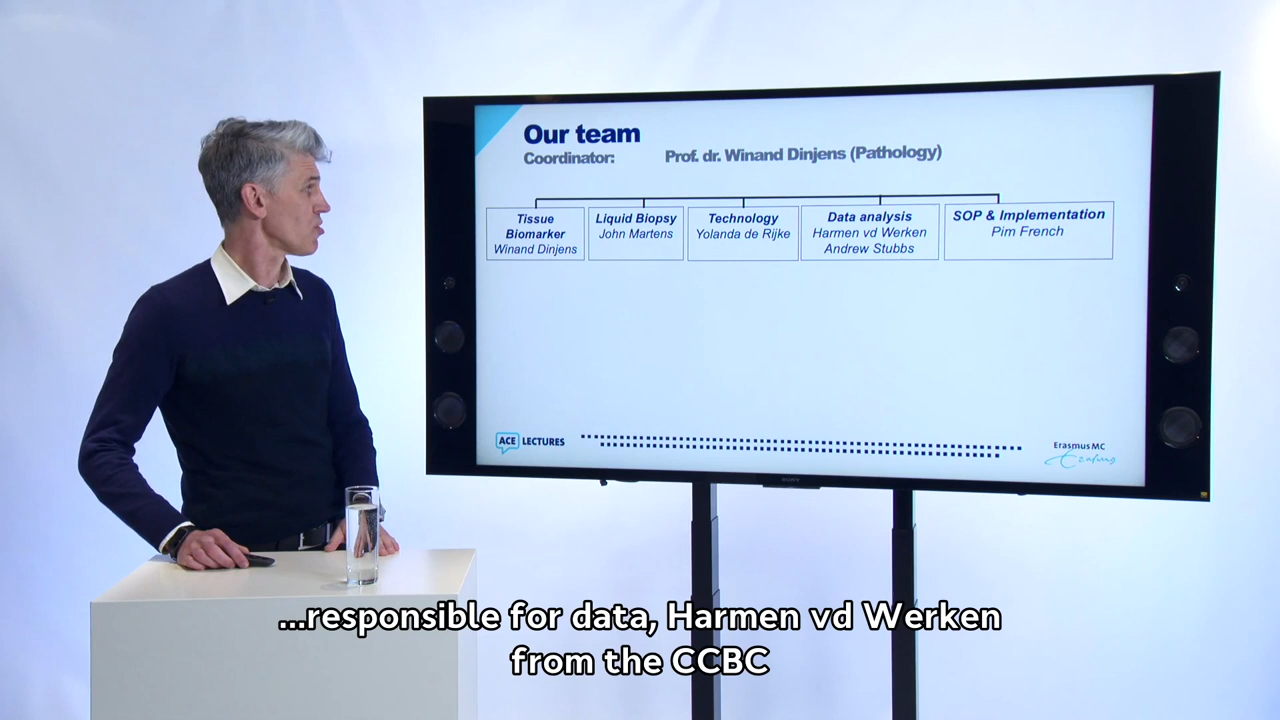 Our team
Coordinator: Prof. dr. Winand Dinjens (Pathology)
Tissue
Biomarker
Winand Dinjens
Liquid Biopsy
John Martens
Technology
Yolanda de Rijke
Data analysis
Harmen vd Werken
Andrew Stubbs
SOP & Implementation
Pim French
ACE LECTURES
Erasmus MC
Erasmus
SONY
...responsible for data, Harmen vd Werken
from the CCBC